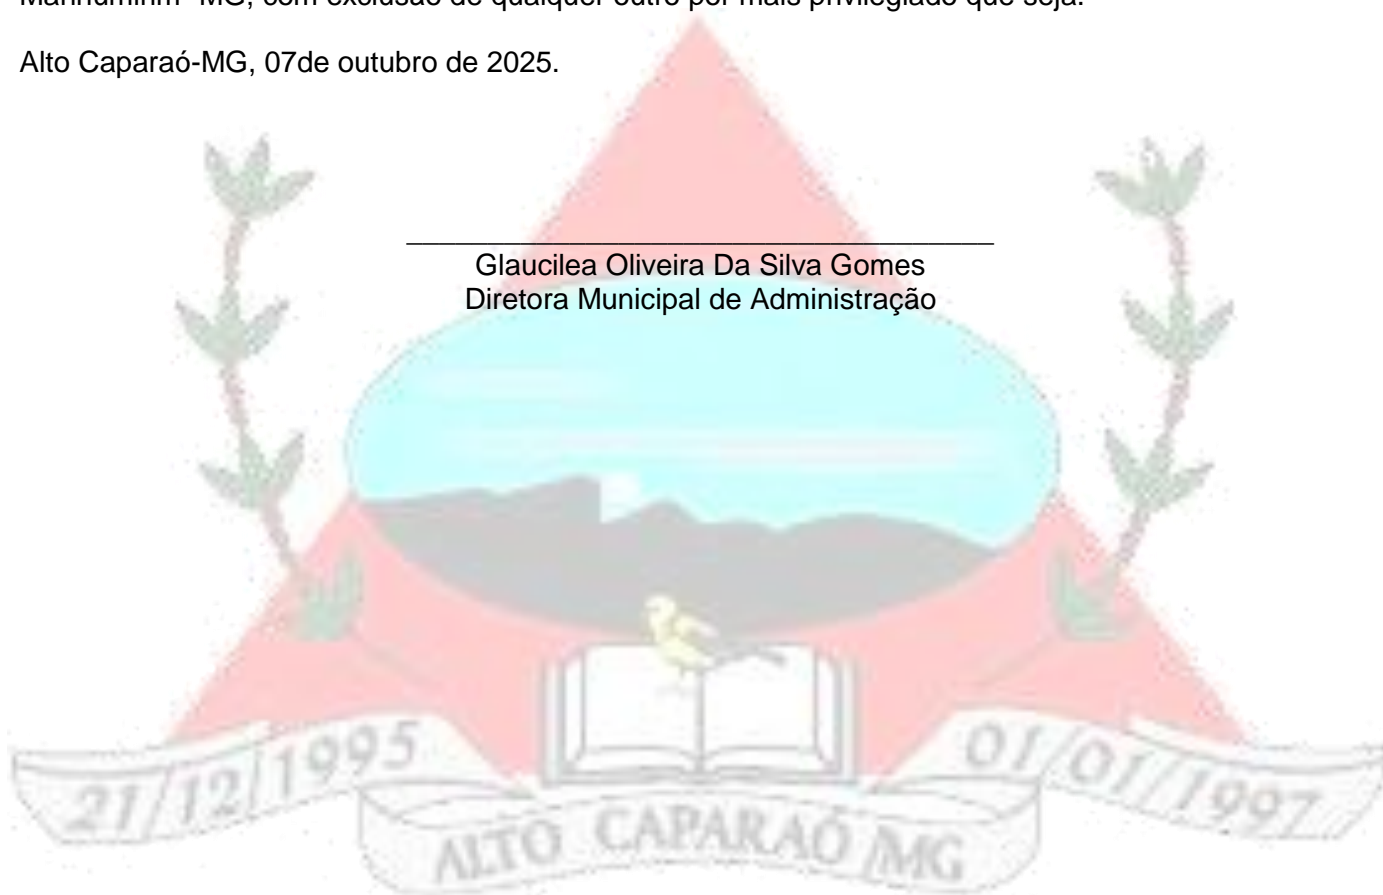 Alto Caparaó-MG, 07de outubro de 2025.
Glaucilea Oliveira Da Silva Gomes
Diretora Municipal de Administração
21/12/1995
01/01/1997
ALTO CAPARAÓ MG